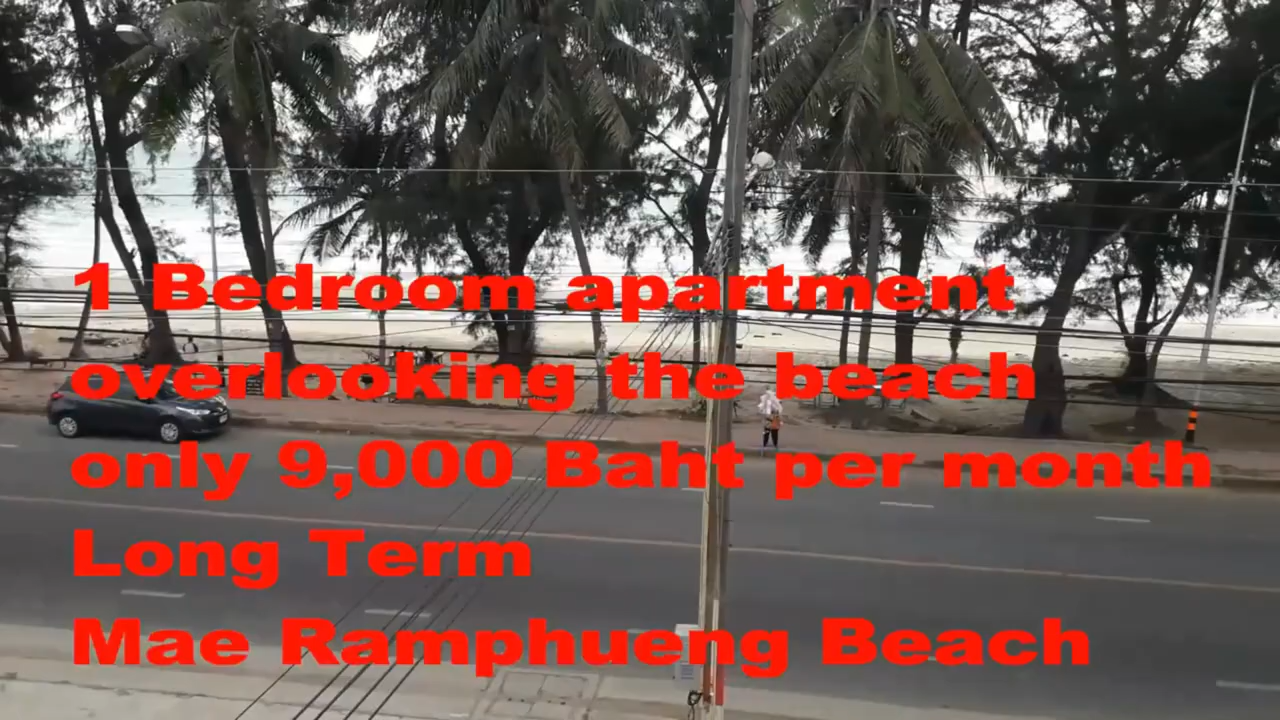 1 Bedroom apartment
overlooking the beach
only 9,000 Baht per month
Long Term
Mae Ramphueng Beach